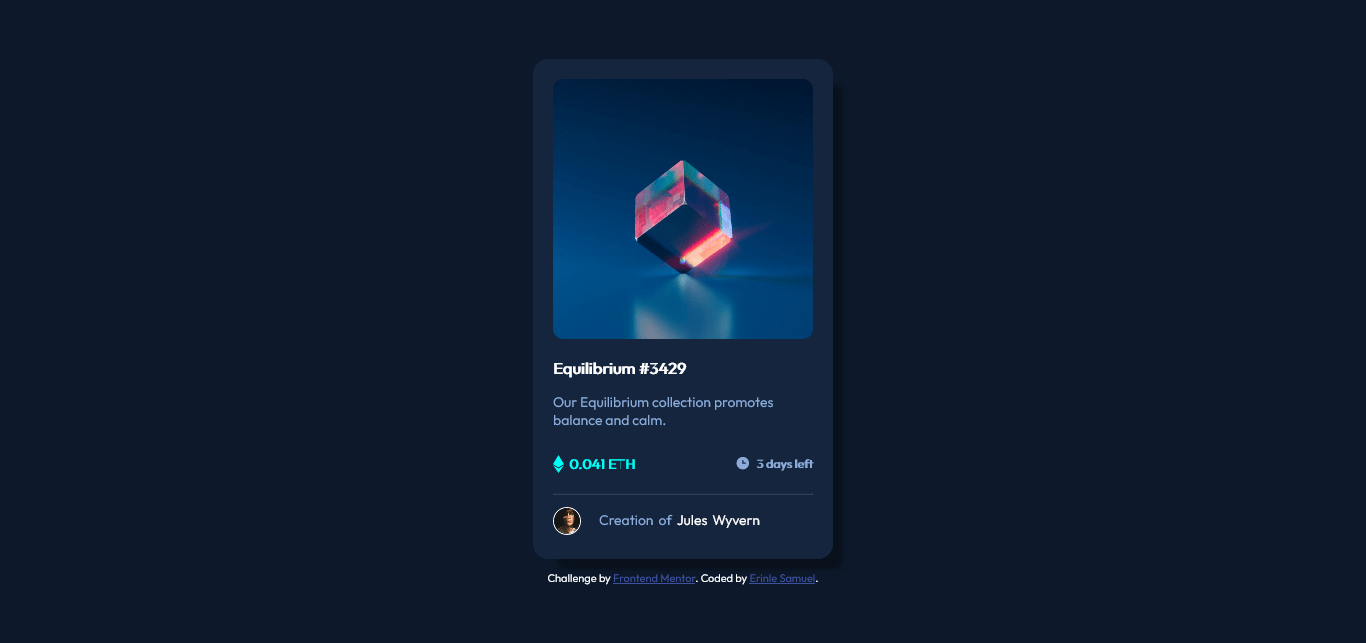 Equilibrium #3429
Our Equilibrium collection promotes
balance and calm.
0.041 ETH
3 days left
Creation of Jules Wyvern
Challenge by Frontend Mentor. Coded by Erinle Samuel.